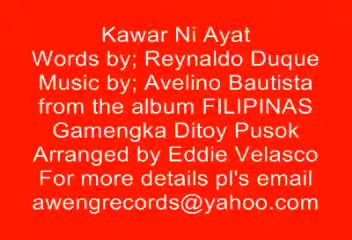 Kawar Ni Ayat
Words by; Reynaldo Duque
Music by; Avelino Bautista
from the album FILIPINAS
Gamengka Ditoy Pusok
Arranged by Eddie Velasco
For more details pl's email
awengrecords@yahoo.com